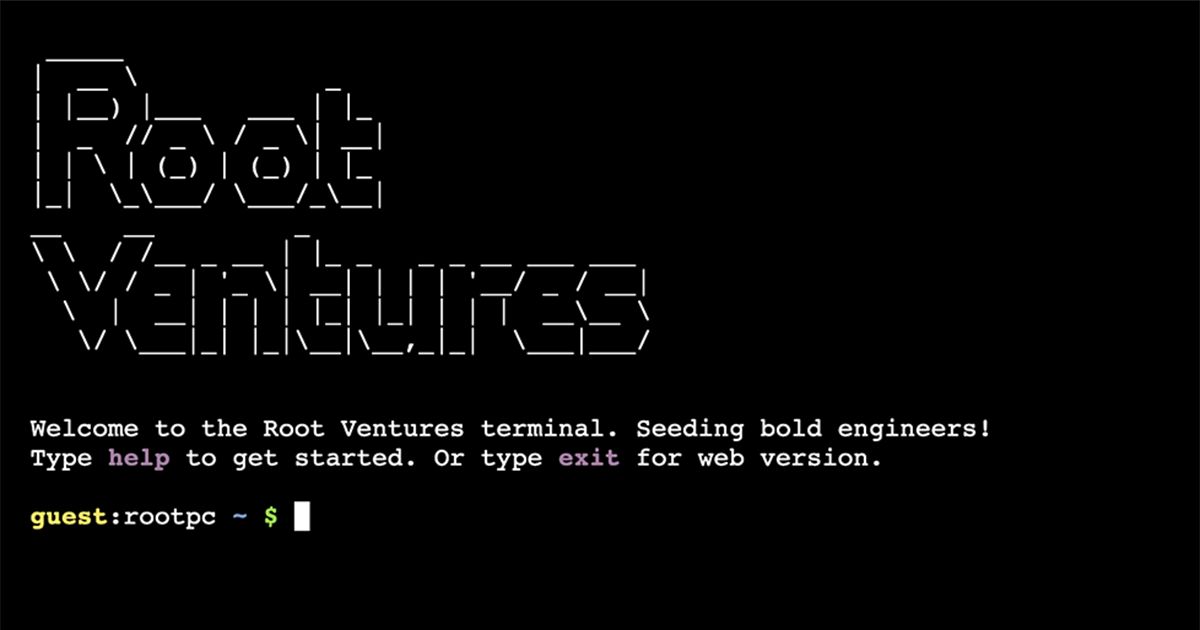 Root
Ventures
Welcome to the Root Ventures terminal. Seeding bold engineers!
Type help to get started. Or type exit for web version.
guest:rootpc ~ $